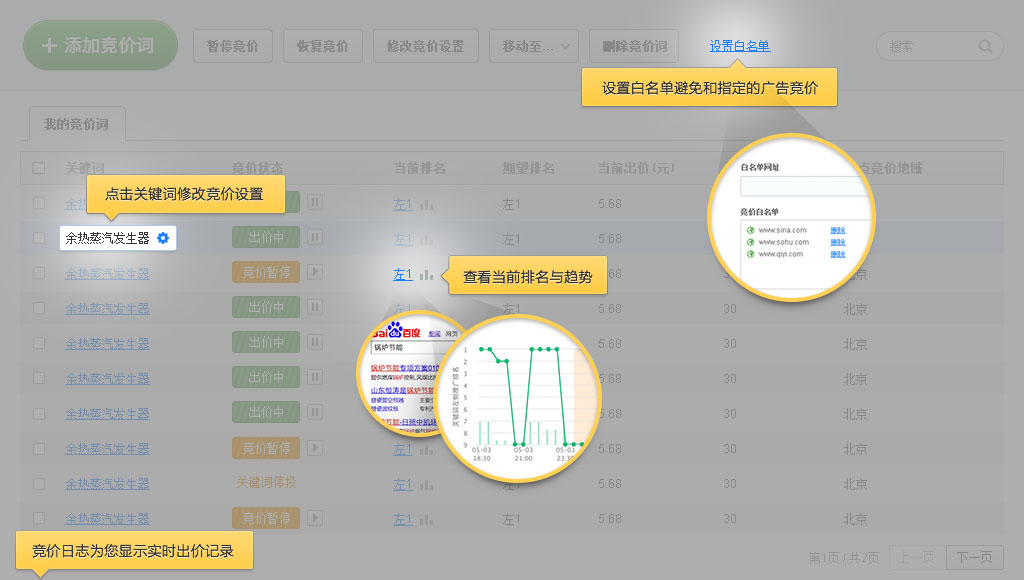 添加竞价词 暂停竞价 恢复竞价 修改竞价设置 移动至... 删除竞价词 设置白名单 搜索
设置白名单避免和指定的广告竞价
我的竞价词
关键词 竞价状态 当前排名 期望排名 当前出价(元) 点竞价地域
白名单网址
点击关键词修改竞价设置
左1 左1 5.68
竞价白名单
www.sina.com 删除
www.sohu.com 删除
www.qiyi.com 删除
余热蒸汽发生器 出价中 左1 左1 5.68
余热蒸汽发生器 竞价暂停 左1 北京
查看当前排名与趋势
余热蒸汽发生器 出价中 5.68 30 北京
Bai 百度 新闻 网页
锅炉节能
锅炉节能专项方案010
山东恒涛是锅炉节能
锅炉节能-日照中凯环
关键词左侧推广排名
1
2
3
4
5
6
7
8
9
05-03 18:30
05-03 21:00
05-03 23:30
余热蒸汽发生器 出价中 5.68 30 北京
余热蒸汽发生器 出价中 5.68 30 北京
余热蒸汽发生器 出价中 5.68 30 北京
余热蒸汽发生器 竞价暂停 左1 5.68 30 北京
余热蒸汽发生器 关键词停投 左1 左1 5.68 30 北京
余热蒸汽发生器 竞价暂停 左1 左1 5.68 30 北京
竞价日志为您显示实时出价记录
第1页 / 共2页 上一页 下一页